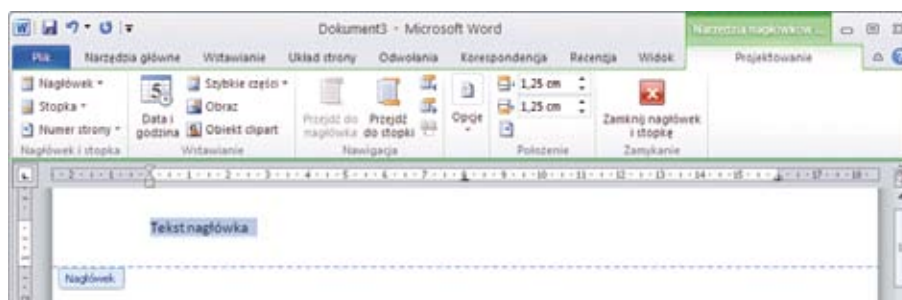 Dokument3 - Microsoft Word
Narzędzia nagłówków ...
Plik Narzędzia główne Wstawianie Układ strony Odwołania Korespondencja Recenzja Widok Projektowanie
Nagłówek
Stopka
Numer strony
Nagłówek i stopka
Data i godzina
Szybkie części
Obraz
Obiekt clipart
Wstawianie
Przejdź do nagłówka
Przejdź do stopki
Nawigacja
Opcje
1,25 cm
1,25 cm
Położenie
Zamknij nagłówek i stopkę
Zamykanie
Tekst nagłówka
Nagłówek